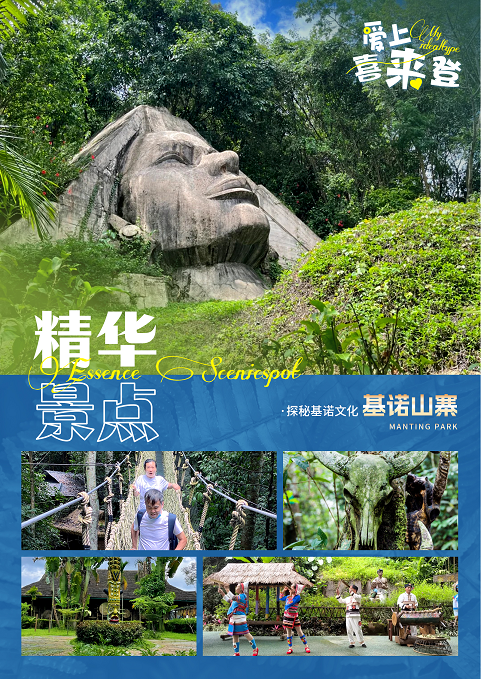 爱上
My
idealtype
喜来登
精华
Essence Scenrespot
景点
·探秘基诺文化 基诺山寨
MANTING PARK